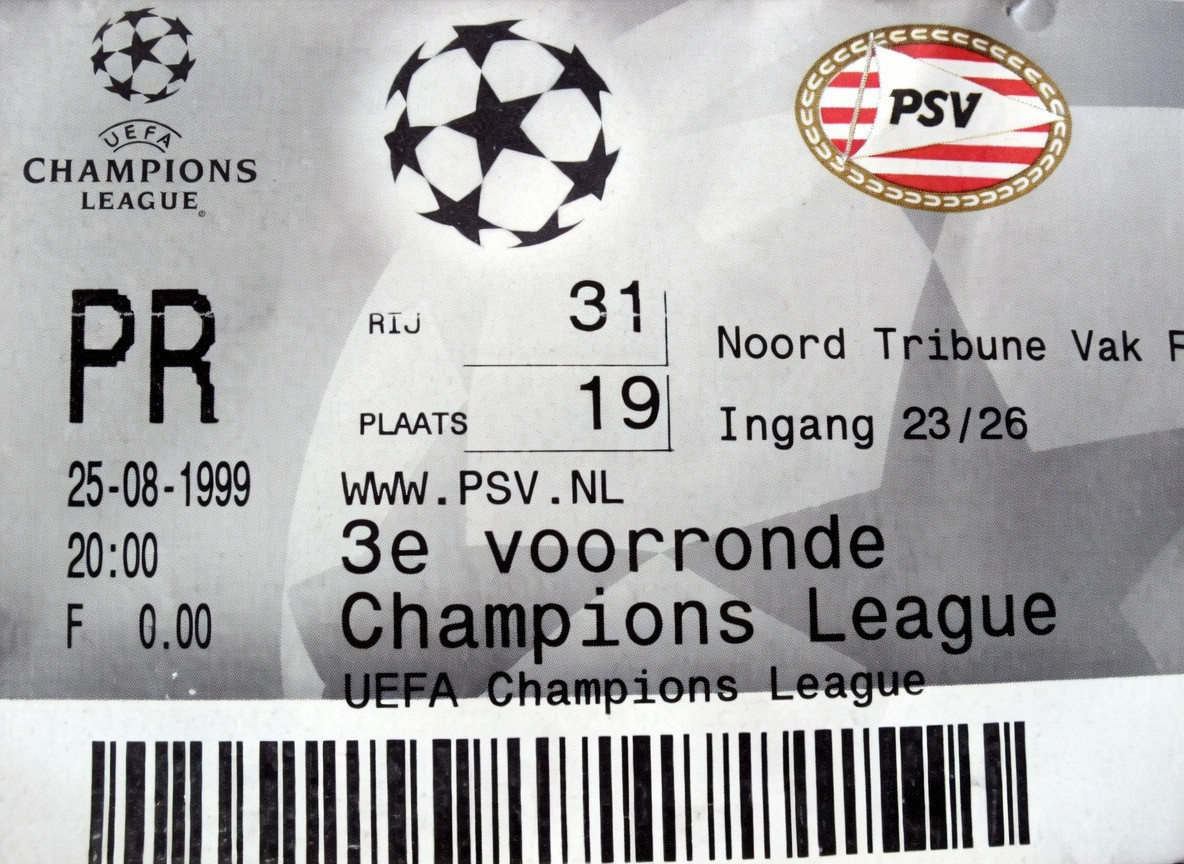 UEFA
CHAMPIONS
LEAGUE®
PSV
PR
RIJ 31
Noord Tribune Vak F
PLAATS 19
Ingang 23/26
25-08-1999
WWW.PSV.NL
20:00
3e voorronde
F 0.00
Champions League
UEFA Champions League